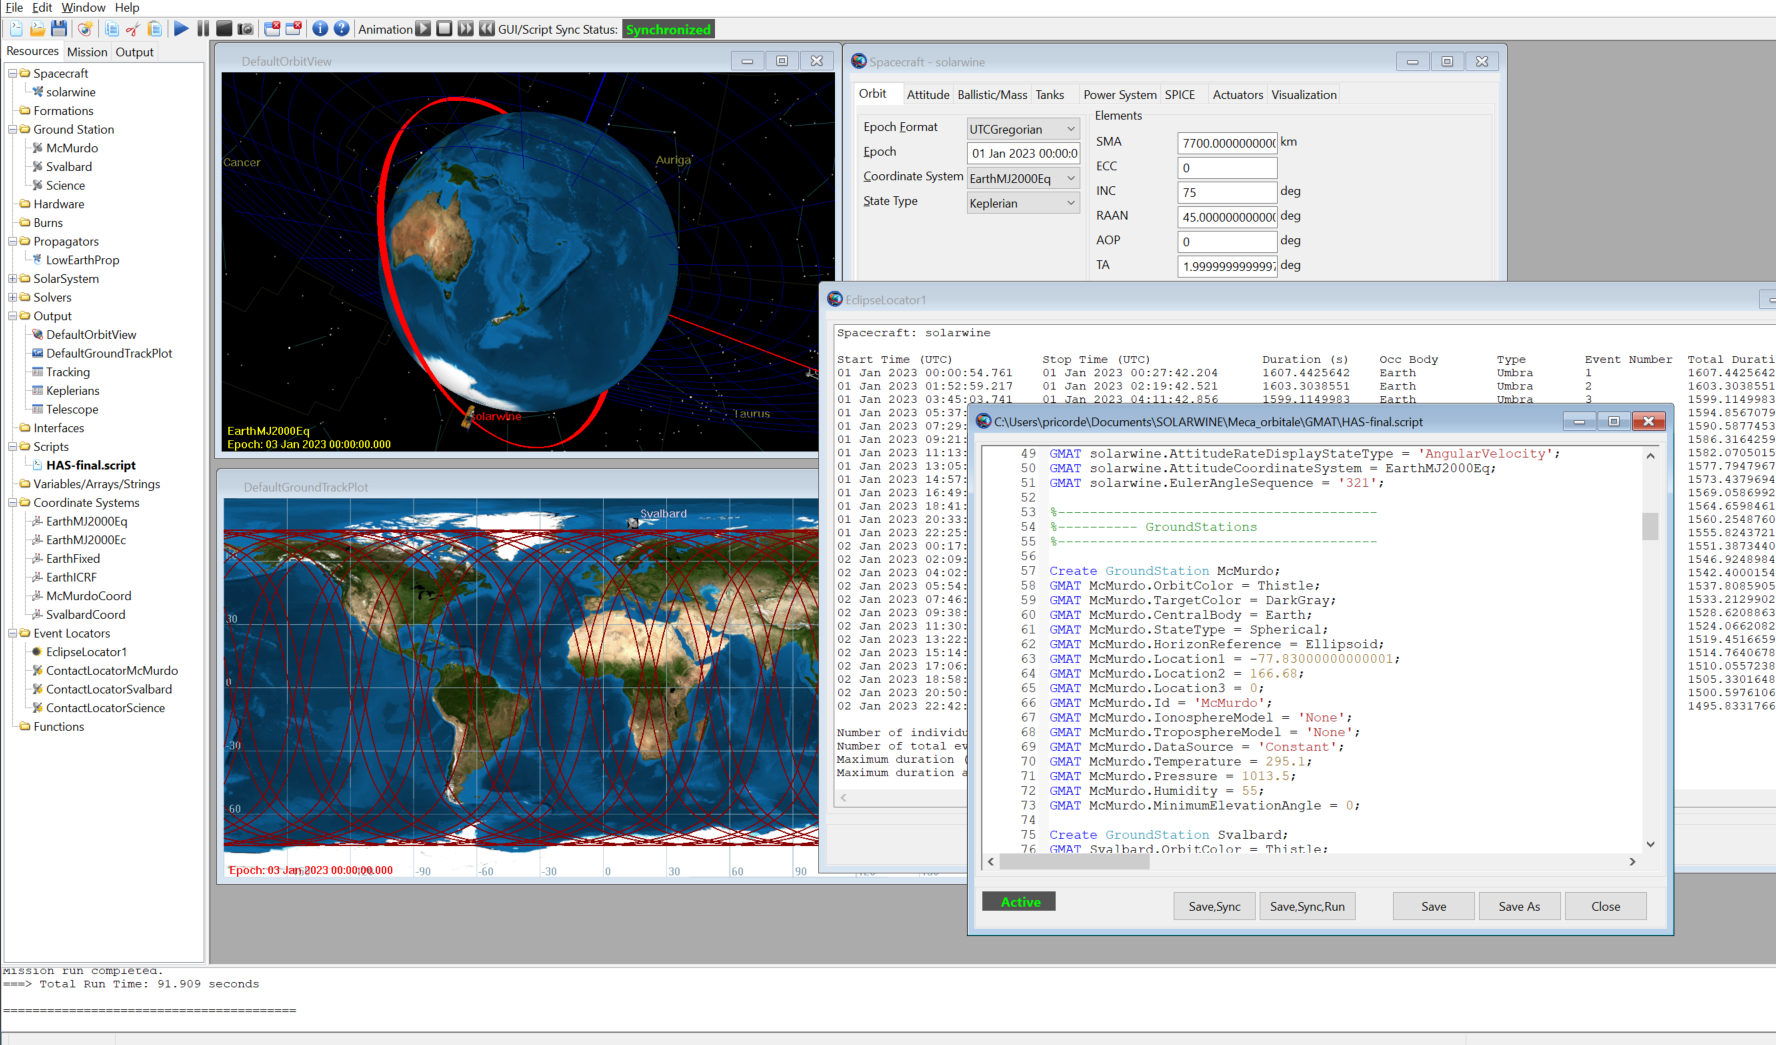 File Edit Window Help
Animation GUI/Script Sync Status: Synchronized
Resources Mission Output
Spacecraft
solarwine
Formations
Ground Station
McMurdo
Svalbard
Science
Hardware
Burns
Propagators
LowEarthProp
SolarSystem
Solvers
Output
DefaultOrbitView
DefaultGroundTrackPlot
Tracking
Keplerians
Telescope
Interfaces
Scripts
HAS-final.script
Variables/Arrays/Strings
Coordinate Systems
EarthMJ2000Eq
EarthMJ2000Ec
EarthFixed
EarthICRF
McMurdoCoord
SvalbardCoord
Event Locators
EclipseLocator1
ContactLocatorMcMurdo
ContactLocatorSvalbard
ContactLocatorScience
Functions
DefaultOrbitView
Cancer
Auriga
Taurus
solarwine
EarthMJ2000Eq
Epoch: 03 Jan 2023 00:00:00.000
DefaultGroundTrackPlot
Svalbard
30
0
-30
-60
Epoch: 03 Jan 2023 00:00:00.000
-90 -60 -30 0 30 60 90
Spacecraft - solarwine
Orbit Attitude Ballistic/Mass Tanks Power System SPICE Actuators Visualization
Epoch Format UTCGregorian
Epoch 01 Jan 2023 00:00:0
Coordinate System EarthMJ2000Eq
State Type Keplerian
Elements
SMA 7700.0000000000 km
ECC 0
INC 75 deg
RAAN 45.000000000000 deg
AOP 0 deg
TA 1.9999999999997 deg
EclipseLocator1
Spacecraft: solarwine
Start Time (UTC) Stop Time (UTC) Duration (s) Occ Body Type Event Number Total Durati
01 Jan 2023 00:00:54.761 01 Jan 2023 00:27:42.204 1607.4425642 Earth Umbra 1 1607.4425642
01 Jan 2023 01:52:59.217 01 Jan 2023 02:19:42.521 1603.3038551 Earth Umbra 2 1603.3038551
01 Jan 2023 03:45:03.741 01 Jan 2023 04:11:42.856 1599.1149983 Earth Umbra 3 1599.1149983
01 Jan 2023 05:37: 1594.8567079
01 Jan 2023 07:29: 1590.5877453
01 Jan 2023 09:21: 1586.3164259
01 Jan 2023 11:13: 1582.0705015
01 Jan 2023 13:05: 1577.7947967
01 Jan 2023 14:57: 1573.4379694
01 Jan 2023 16:49: 1569.0586992
01 Jan 2023 18:41: 1564.6598461
01 Jan 2023 20:33: 1560.2548760
01 Jan 2023 22:25: 1555.8243721
02 Jan 2023 00:17: 1551.3873440
02 Jan 2023 02:09: 1546.9248984
02 Jan 2023 04:02: 1542.4000154
02 Jan 2023 05:54: 1537.8085905
02 Jan 2023 07:46: 1533.2129902
02 Jan 2023 09:38: 1528.6208863
02 Jan 2023 11:30: 1524.0662082
02 Jan 2023 13:22: 1519.4516659
02 Jan 2023 15:14: 1514.7640678
02 Jan 2023 17:06: 1510.0557238
02 Jan 2023 18:58: 1505.3301648
02 Jan 2023 20:50: 1500.5976106
02 Jan 2023 22:42: 1495.8331766
Number of individu
Number of total ev
Maximum duration (
Maximum duration a
C:\Users\pricorde\Documents\SOLARWINE\Meca_orbitale\GMAT\HAS-final.script
49 GMAT solarwine.AttitudeRateDisplayStateType = 'AngularVelocity';
50 GMAT solarwine.AttitudeCoordinateSystem = EarthMJ2000Eq;
51 GMAT solarwine.EulerAngleSequence = '321';
52
53 %----------------------------------------
54 %---------- GroundStations
55 %----------------------------------------
56
57 Create GroundStation McMurdo;
58 GMAT McMurdo.OrbitColor = Thistle;
59 GMAT McMurdo.TargetColor = DarkGray;
60 GMAT McMurdo.CentralBody = Earth;
61 GMAT McMurdo.StateType = Spherical;
62 GMAT McMurdo.HorizonReference = Ellipsoid;
63 GMAT McMurdo.Location1 = -77.83000000000001;
64 GMAT McMurdo.Location2 = 166.68;
65 GMAT McMurdo.Location3 = 0;
66 GMAT McMurdo.Id = 'McMurdo';
67 GMAT McMurdo.IonosphereModel = 'None';
68 GMAT McMurdo.TroposphereModel = 'None';
69 GMAT McMurdo.DataSource = 'Constant';
70 GMAT McMurdo.Temperature = 295.1;
71 GMAT McMurdo.Pressure = 1013.5;
72 GMAT McMurdo.Humidity = 55;
73 GMAT McMurdo.MinimumElevationAngle = 0;
74
75 Create GroundStation Svalbard;
76 GMAT Svalbard.OrbitColor = Thistle;
Active Save,Sync Save,Sync,Run Save Save As Close
Mission run completed.
===> Total Run Time: 91.909 seconds
========================================